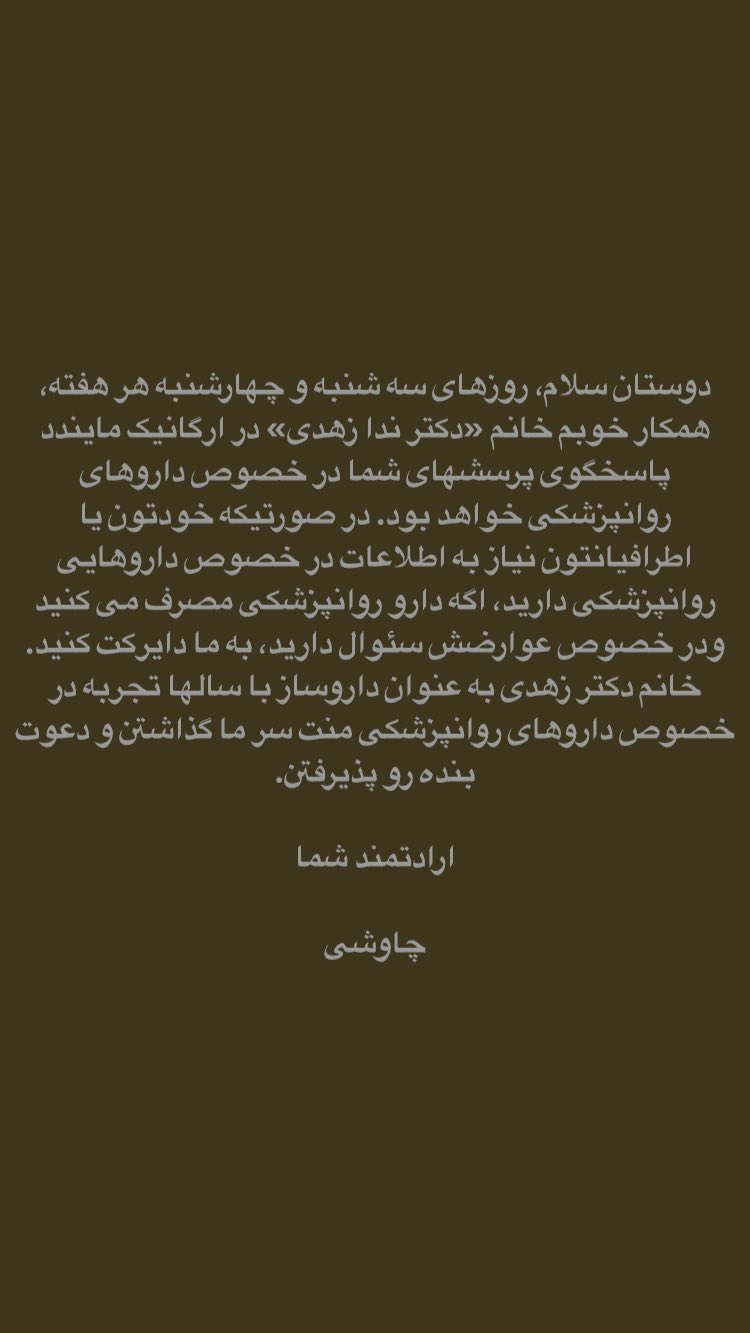 دوستان سلام، روزهای سه شنبه و چهارشنبه هر هفته،
همکار خوبم خانم «دکتر ندا زهدی» در ارگانیک مایندد
پاسخگوی پرسشهای شما در خصوص داروهای
روانپزشکی خواهد بود. در صورتیکه خودتون یا
اطرافیانتون نیاز به اطلاعات در خصوص داروهایی
روانپزشکی دارید، اگه دارو روانپزشکی مصرف می کنید
ودر خصوص عوارضش سئوال دارید، به ما دایرکت کنید.
خانم دکتر زهدی به عنوان داروساز با سالها تجربه در
خصوص داروهای روانپزشکی منت سر ما گذاشتن و دعوت
بنده رو پذیرفتن.
ارادتمند شما
چاوشی